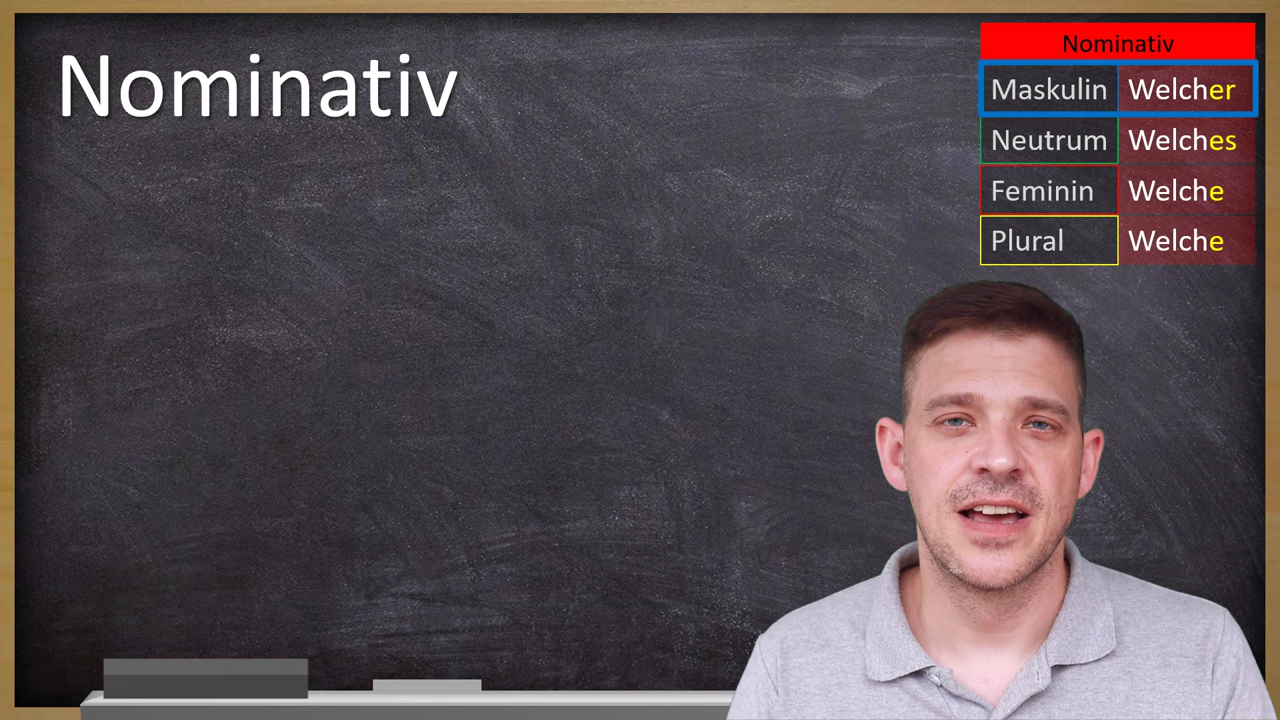 Nominativ
Nominativ
Maskulin Welcher
Neutrum Welches
Feminin Welche
Plural Welche